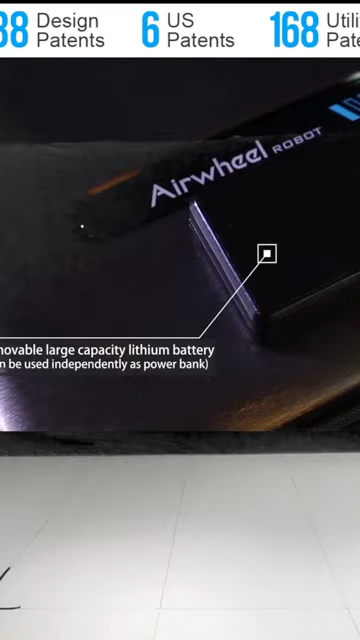 38 Design Patents
6 US Patents
168
Airwheel ROBOT
movable large capacity lithium battery
n be used independently as power bank)